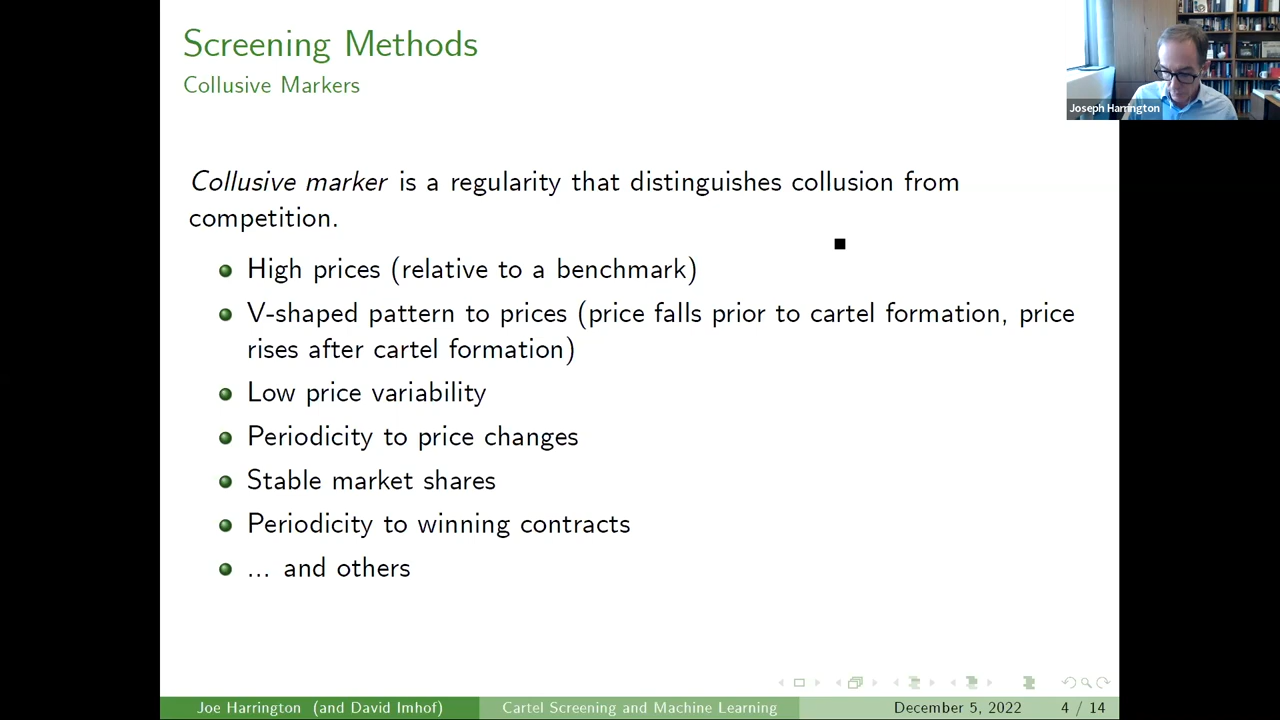 Screening Methods
Collusive Markers
Joseph Harrington
Collusive marker is a regularity that distinguishes collusion from
competition.
High prices (relative to a benchmark)
V-shaped pattern to prices (price falls prior to cartel formation, price
rises after cartel formation)
Low price variability
Periodicity to price changes
Stable market shares
Periodicity to winning contracts
... and others
Joe Harrington (and David Imhof) Cartel Screening and Machine Learning December 5, 2022 4 / 14